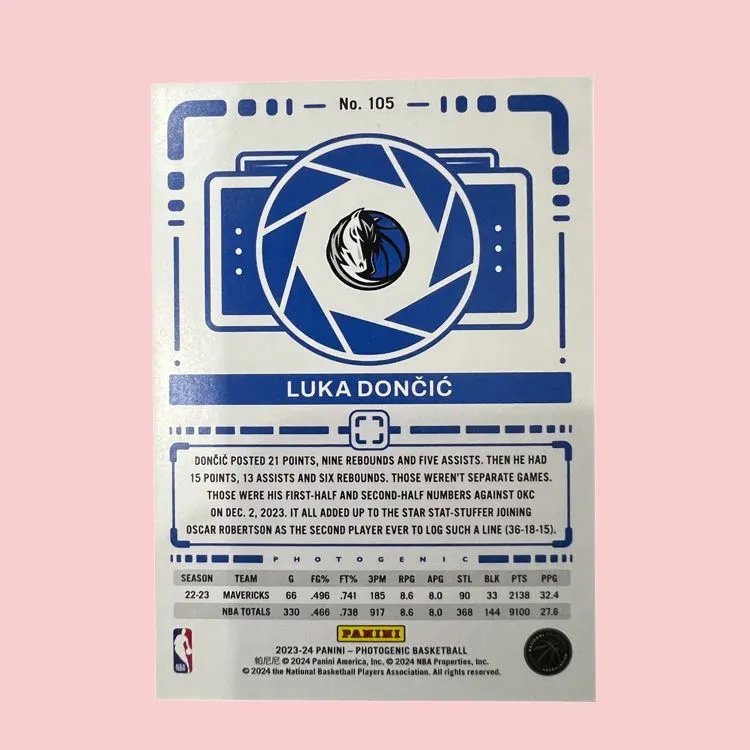 No. 105
LUKA DONČIĆ
DONČIĆ POSTED 21 POINTS, NINE REBOUNDS AND FIVE ASSISTS. THEN HE HAD
15 POINTS, 13 ASSISTS AND SIX REBOUNDS. THOSE WEREN'T SEPARATE GAMES.
THOSE WERE HIS FIRST-HALF AND SECOND-HALF NUMBERS AGAINST OKC
ON DEC. 2, 2023. IT ALL ADDED UP TO THE STAR STAT-STUFFER JOINING
OSCAR ROBERTSON AS THE SECOND PLAYER EVER TO LOG SUCH A LINE (36-18-15).
PHOTOGENIC
SEASON TEAM G FG% FT% 3PM RPG APG STL BLK PTS PPG
22-23 MAVERICKS 66 .496 .741 185 8.6 8.0 90 33 2138 32.4
NBA TOTALS 330 .466 .738 917 8.6 8.0 368 144 9100 27.6
PANINI
2023-24 PANINI – PHOTOGENIC BASKETBALL
帕尼尼 © 2024 Panini America, Inc. © 2024 NBA Properties, Inc.
© 2024 the National Basketball Players Association. All rights reserved.
NBA